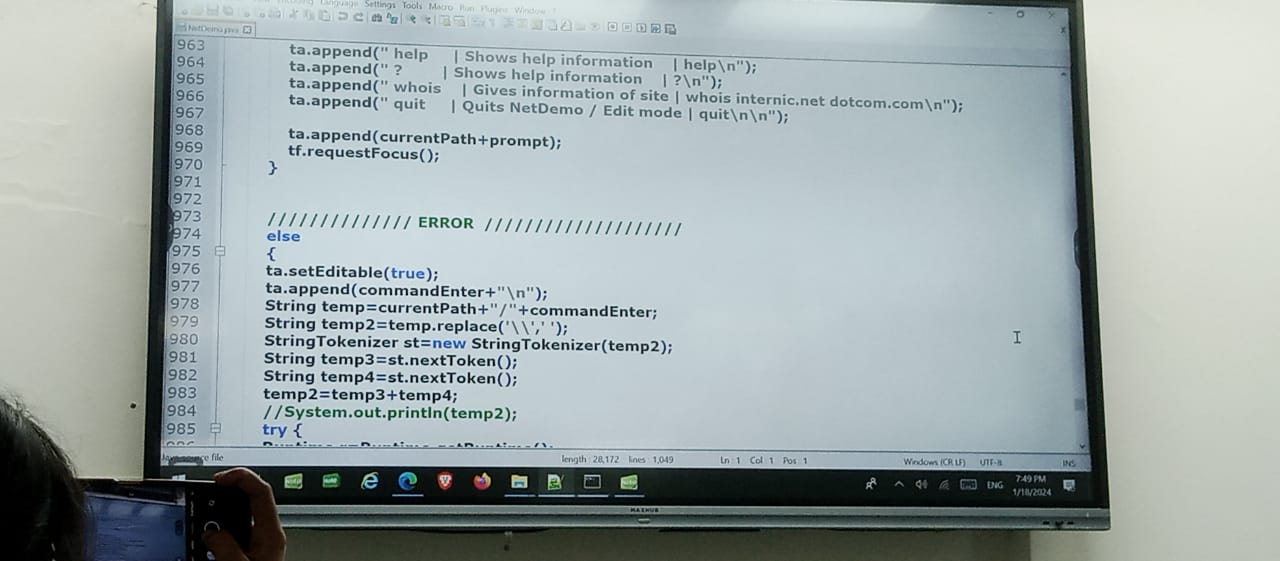 Language Settings Tools Macro Run Plugins Window ?
NetDemo.java
963
964 ta.append(" help | Shows help information | help\n");
965 ta.append(" ? | Shows help information | ?\n");
966 ta.append(" whois | Gives information of site | whois internic.net dotcom.com\n");
967 ta.append(" quit | Quits NetDemo / Edit mode | quit\n\n");
968 ta.append(currentPath+prompt);
969 tf.requestFocus();
970 }
971
972
973 ////////////// ERROR ////////////////////
974 else
975 {
976 ta.setEditable(true);
977 ta.append(commandEnter+"\n");
978 String temp=currentPath+"/"+commandEnter;
979 String temp2=temp.replace('\\',' ');
980 StringTokenizer st=new StringTokenizer(temp2);
981 String temp3=st.nextToken();
982 String temp4=st.nextToken();
983 temp2=temp3+temp4;
984 //System.out.println(temp2);
985 try {
Java source file length : 28,172 lines : 1,049 Ln : 1 Col : 1 Pos : 1 Windows (CR LF) UTF-8 INS
ENG
7:49 PM
1/18/2024
MAXHUB